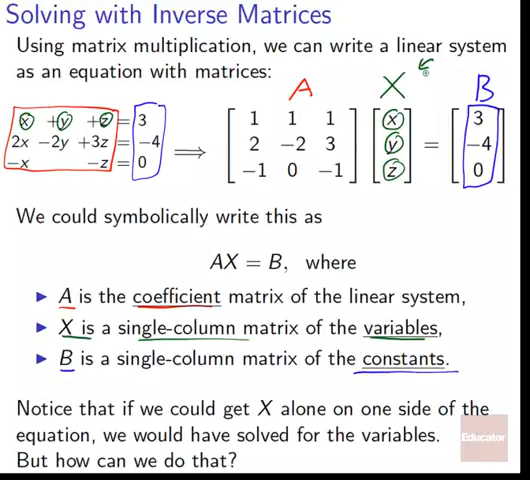 Solving with Inverse Matrices
Using matrix multiplication, we can write a linear system
as an equation with matrices:
A X B
x +y +z = 3
2x −2y +3z = −4
−x −z = 0
⟹
[ 1 1 1 ] [ x ] = [ 3 ]
[ 2 −2 3 ] [ y ] = [ −4 ]
[ −1 0 −1 ] [ z ] = [ 0 ]
We could symbolically write this as
AX = B, where
▶ A is the coefficient matrix of the linear system,
▶ X is a single-column matrix of the variables,
▶ B is a single-column matrix of the constants.
Notice that if we could get X alone on one side of the
equation, we would have solved for the variables.
But how can we do that?
Educator